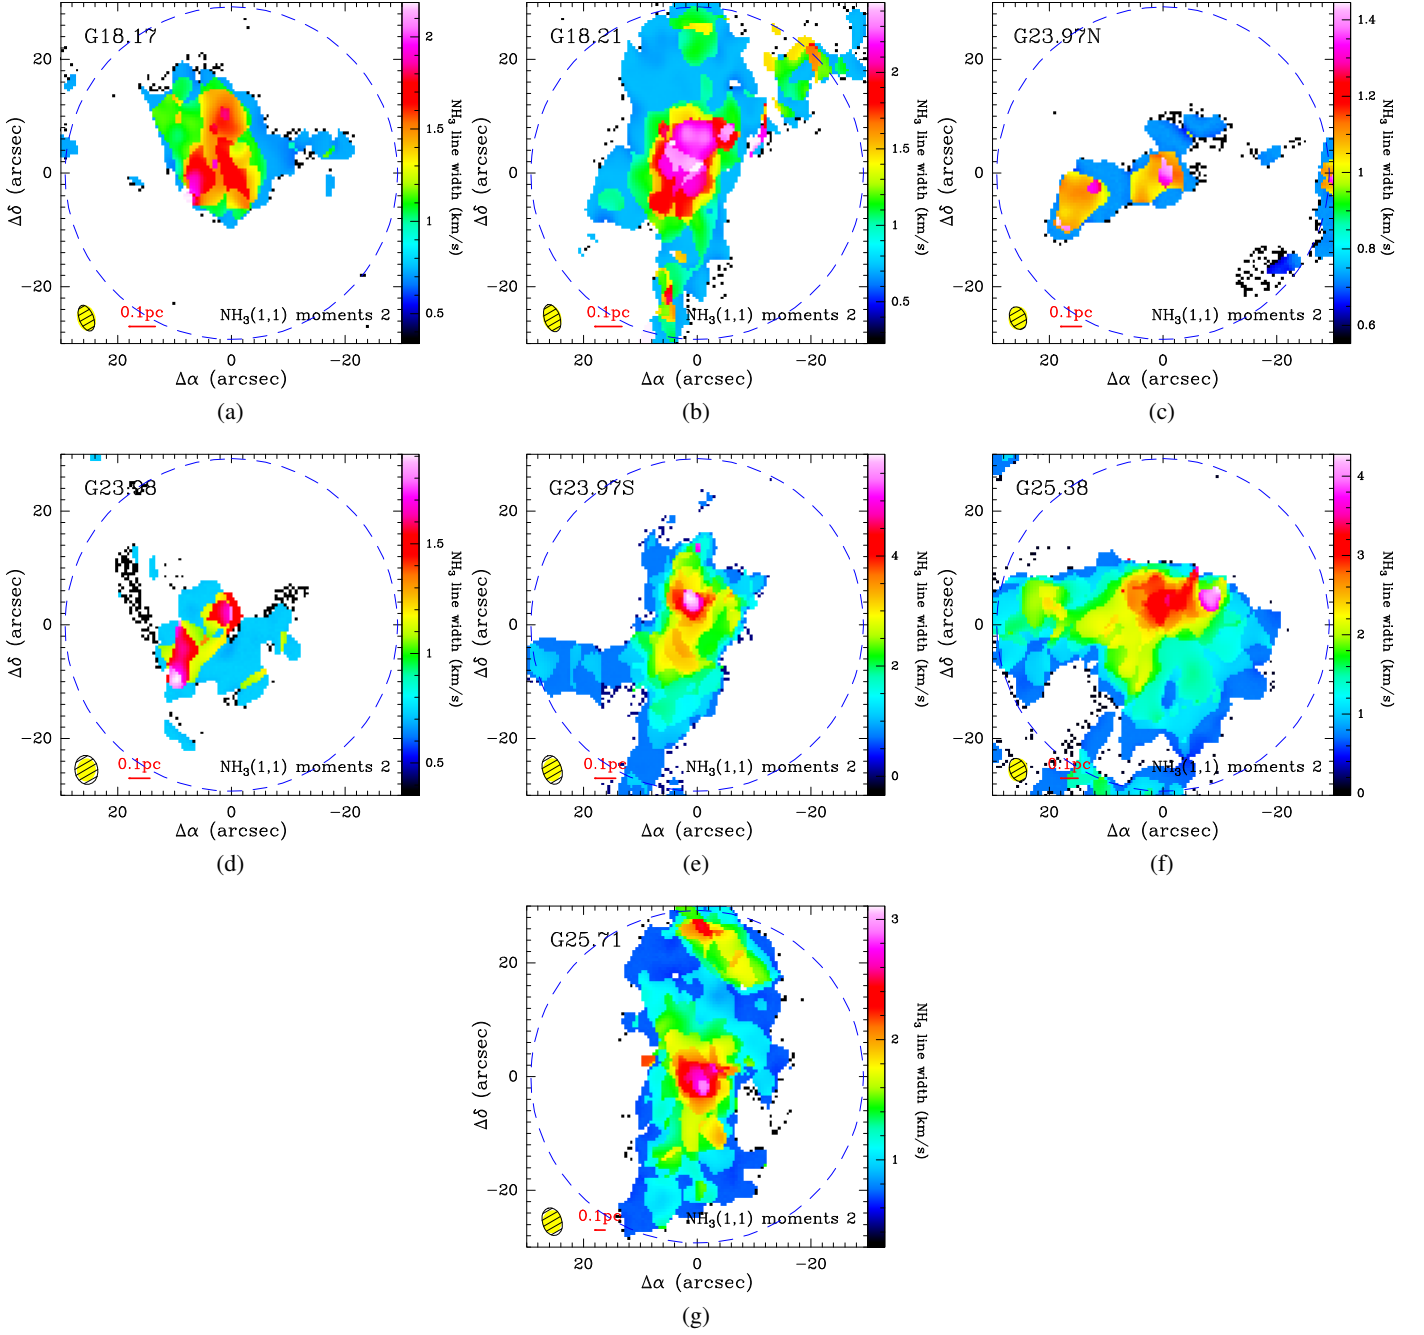 G18.17
20
0
−20
Δδ (arcsec)
0.1pc
NH3(1,1) moments 2
20
0
−20
Δα (arcsec)
2
1.5
1
0.5
NH3 line width (km/s)
(a)
G18.21
20
0
−20
Δδ (arcsec)
0.1pc
NH3(1,1) moments 2
20
0
−20
Δα (arcsec)
2
1.5
1
0.5
NH3 line width (km/s)
(b)
G23.97N
20
0
−20
Δδ (arcsec)
0.1pc
NH3(1,1) moments 2
20
0
−20
Δα (arcsec)
1.4
1.2
1
0.8
0.6
NH3 line width (km/s)
(c)
G23.98
20
0
−20
Δδ (arcsec)
0.1pc
NH3(1,1) moments 2
20
0
−20
Δα (arcsec)
1.5
1
0.5
NH3 line width (km/s)
(d)
G23.97S
20
0
−20
Δδ (arcsec)
0.1pc
NH3(1,1) moments 2
20
0
−20
Δα (arcsec)
4
2
0
NH3 line width (km/s)
(e)
G25.38
20
0
−20
Δδ (arcsec)
0.1pc
NH3(1,1) moments 2
20
0
−20
Δα (arcsec)
4
3
2
1
0
NH3 line width (km/s)
(f)
G25.71
20
0
−20
Δδ (arcsec)
0.1pc
NH3(1,1) moments 2
20
0
−20
Δα (arcsec)
3
2
1
NH3 line width (km/s)
(g)